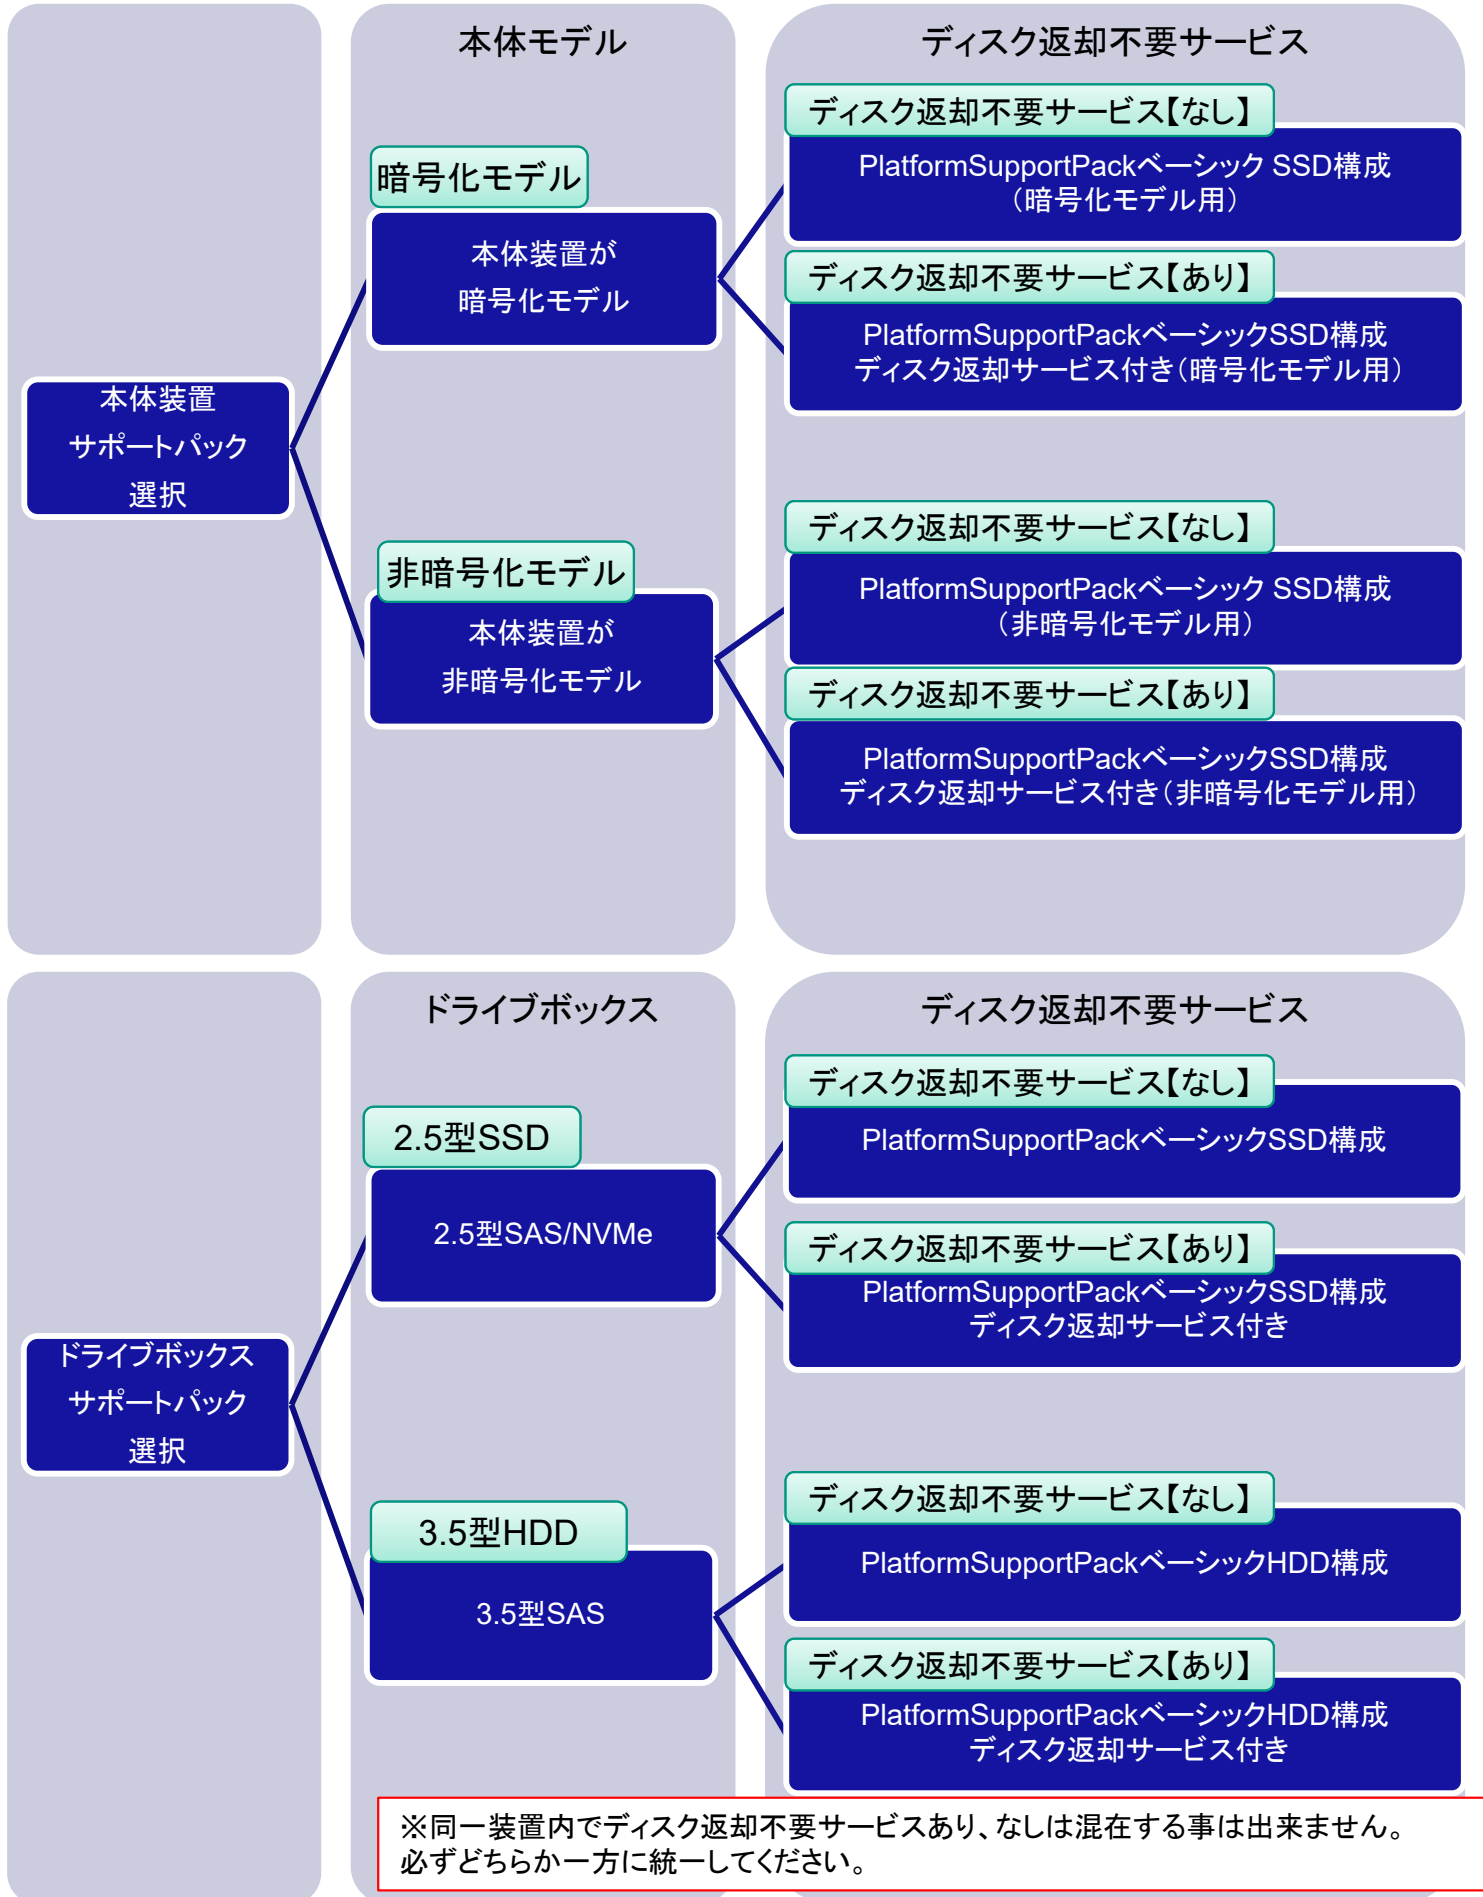 本体モデル
ディスク返却不要サービス
ディスク返却不要サービス【なし】
PlatformSupportPackベーシック SSD構成
（暗号化モデル用）
暗号化モデル
本体装置が
暗号化モデル
ディスク返却不要サービス【あり】
PlatformSupportPackベーシックSSD構成
ディスク返却サービス付き（暗号化モデル用）
本体装置
サポートパック
選択
ディスク返却不要サービス【なし】
PlatformSupportPackベーシック SSD構成
（非暗号化モデル用）
非暗号化モデル
本体装置が
非暗号化モデル
ディスク返却不要サービス【あり】
PlatformSupportPackベーシックSSD構成
ディスク返却サービス付き（非暗号化モデル用）
ドライブボックス
ディスク返却不要サービス
ディスク返却不要サービス【なし】
PlatformSupportPackベーシックSSD構成
2.5型SSD
2.5型SAS/NVMe
ディスク返却不要サービス【あり】
PlatformSupportPackベーシックSSD構成
ディスク返却サービス付き
ドライブボックス
サポートパック
選択
ディスク返却不要サービス【なし】
PlatformSupportPackベーシックHDD構成
3.5型HDD
3.5型SAS
ディスク返却不要サービス【あり】
PlatformSupportPackベーシックHDD構成
ディスク返却サービス付き
※同一装置内でディスク返却不要サービスあり、なしは混在する事は出来ません。
必ずどちらか一方に統一してください。